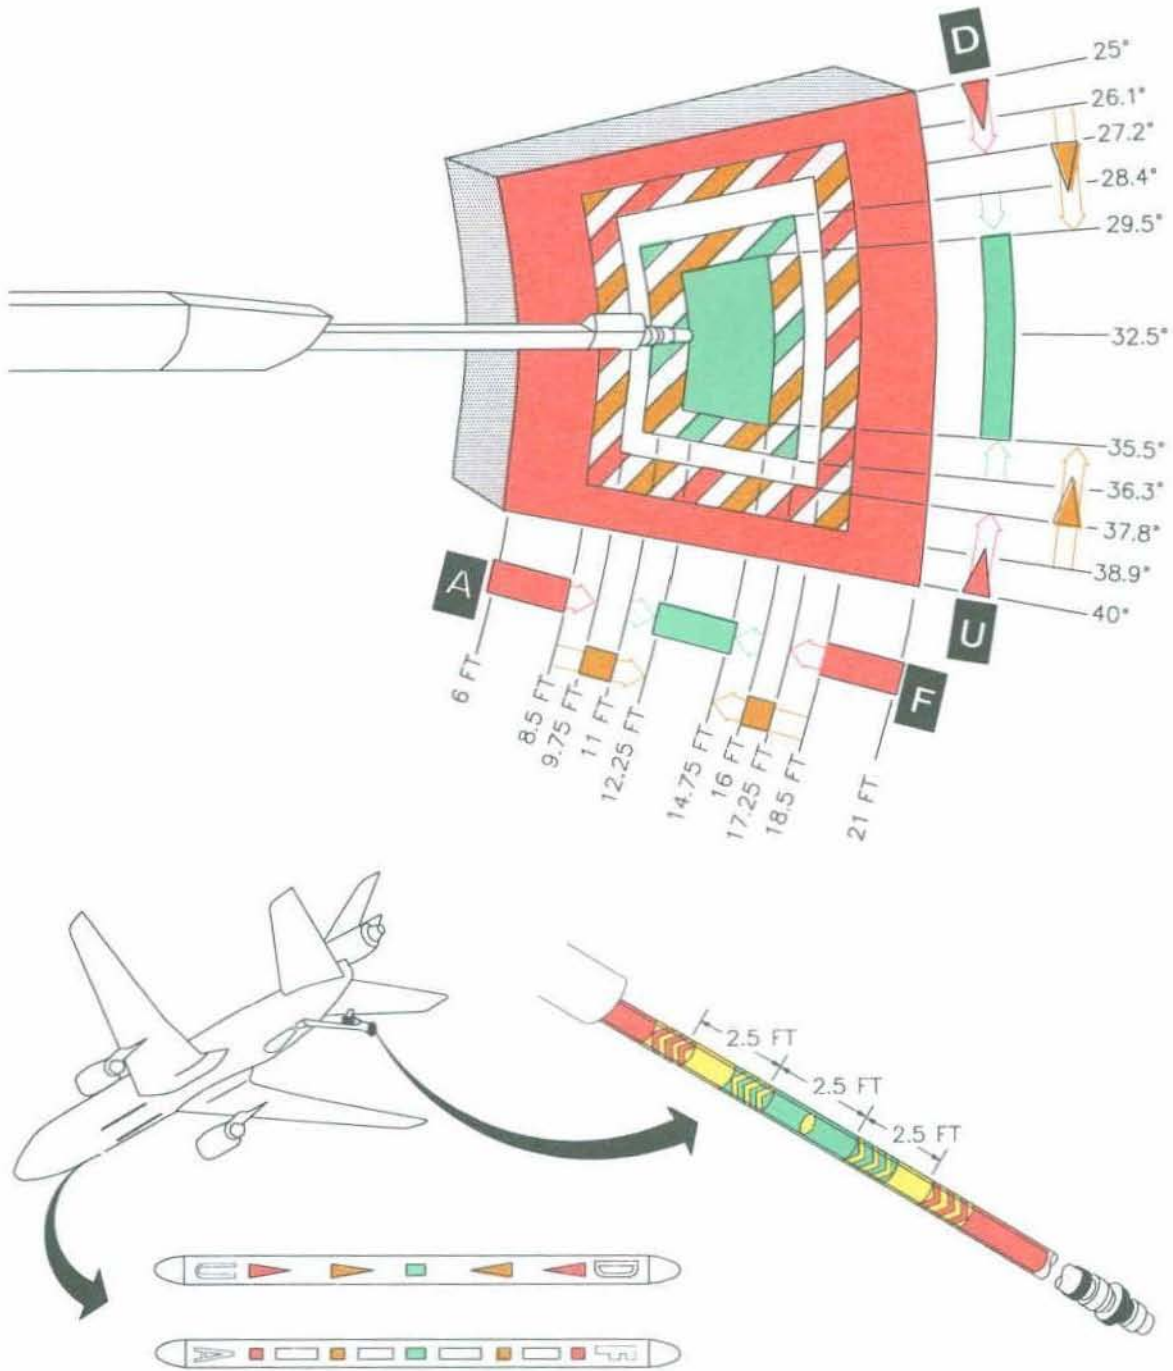 D
25°
26.1°
27.2°
28.4°
29.5°
32.5°
35.5°
36.3°
37.8°
38.9°
40°
U
A
F
6 FT
8.5 FT
9.75 FT
11 FT
12.25 FT
14.75 FT
16 FT
17.25 FT
18.5 FT
21 FT
2.5 FT
2.5 FT
2.5 FT
U
D
A
F